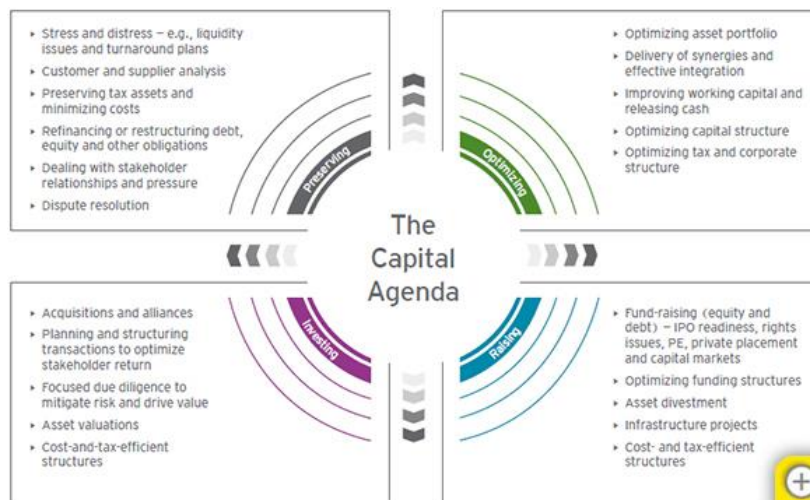 ▸ Stress and distress – e.g., liquidity
issues and turnaround plans
▸ Customer and supplier analysis
▸ Preserving tax assets and
minimizing costs
▸ Refinancing or restructuring debt,
equity and other obligations
▸ Dealing with stakeholder
relationships and pressure
▸ Dispute resolution
▸ Optimizing asset portfolio
▸ Delivery of synergies and
effective integration
▸ Improving working capital and
releasing cash
▸ Optimizing capital structure
▸ Optimizing tax and corporate
structure
Preserving
Optimizing
The
Capital
Agenda
Investing
Raising
▸ Acquisitions and alliances
▸ Planning and structuring
transactions to optimize
stakeholder return
▸ Focused due diligence to
mitigate risk and drive value
▸ Asset valuations
▸ Cost-and-tax-efficient
structures
▸ Fund-raising (equity and
debt) – IPO readiness, rights
issues, PE, private placement
and capital markets
▸ Optimizing funding structures
▸ Asset divestment
▸ Infrastructure projects
▸ Cost- and tax-efficient
structures